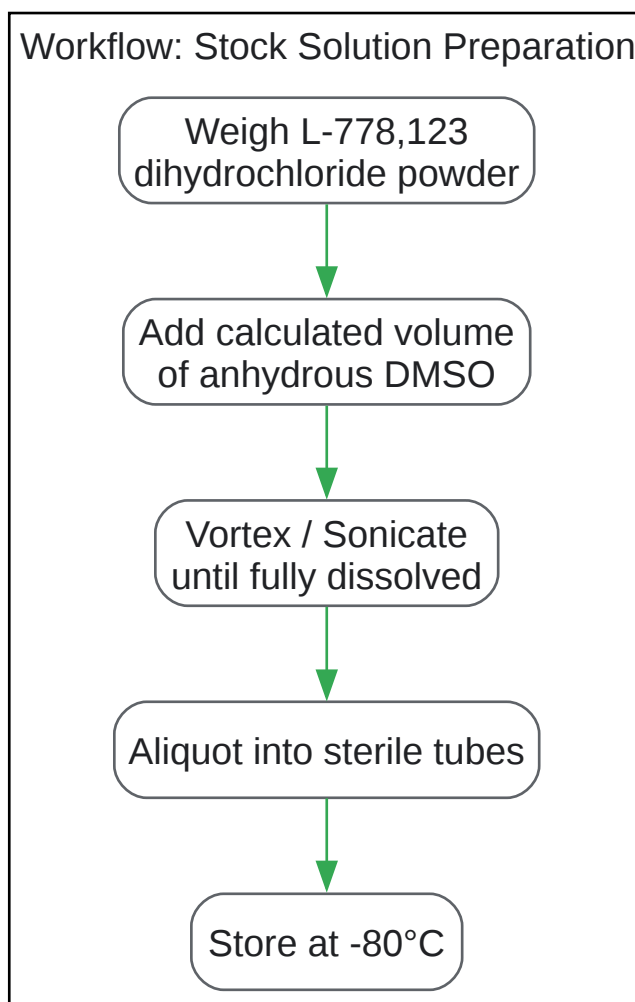 Workflow: Stock Solution Preparation
Weigh L-778,123
dihydrochloride powder
Add calculated volume
of anhydrous DMSO
Vortex / Sonicate
until fully dissolved
Aliquot into sterile tubes
Store at -80°C